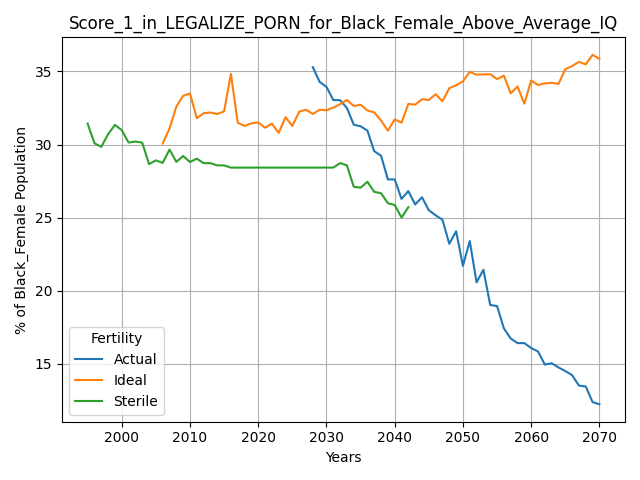 Score_1_in_LEGALIZE_PORN_for_Black_Female_Above_Average_IQ
% of Black_Female Population
35
30
25
20
15
Fertility
Actual
Ideal
Sterile
2000 2010 2020 2030 2040 2050 2060 2070
Years